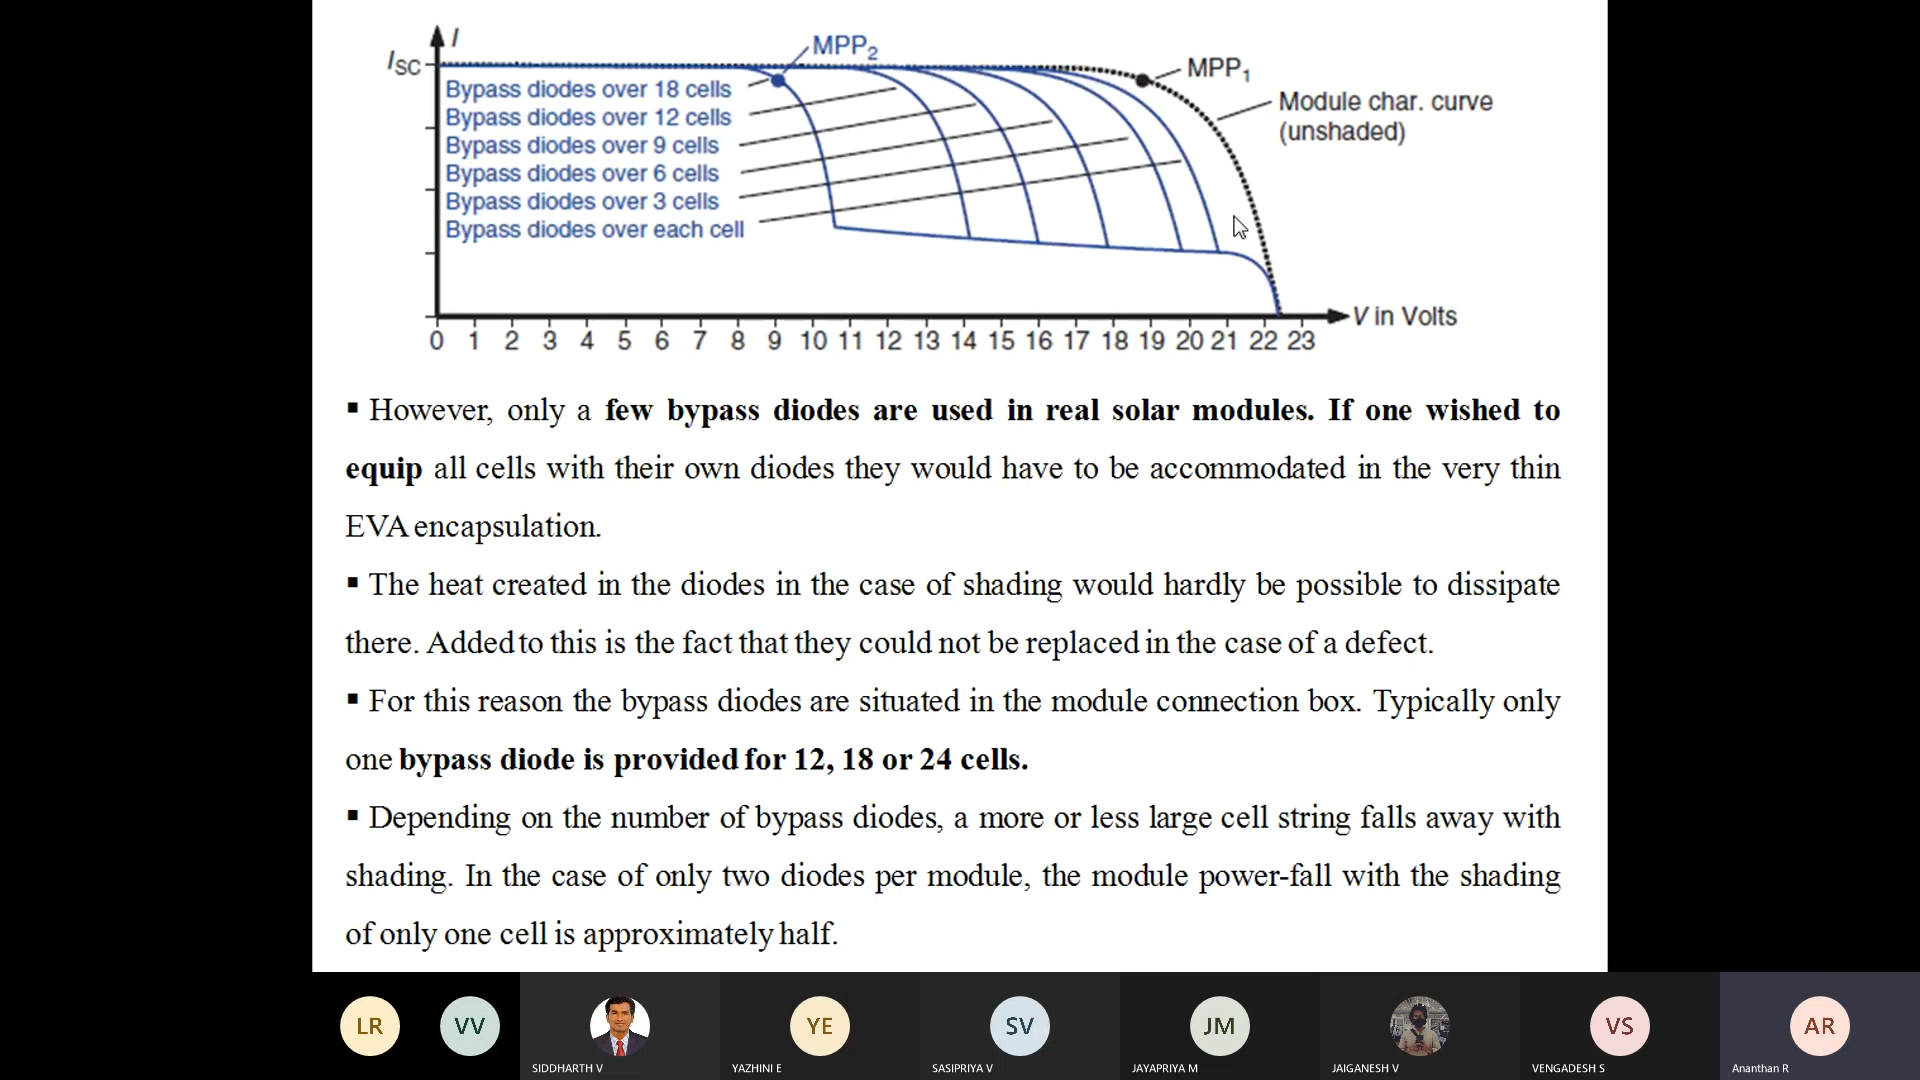 I
ISC
MPP2
MPP1
Bypass diodes over 18 cells
Bypass diodes over 12 cells
Bypass diodes over 9 cells
Bypass diodes over 6 cells
Bypass diodes over 3 cells
Bypass diodes over each cell
Module char. curve
(unshaded)
V in Volts
0 1 2 3 4 5 6 7 8 9 10 11 12 13 14 15 16 17 18 19 20 21 22 23
▪ However, only a few bypass diodes are used in real solar modules. If one wished to
equip all cells with their own diodes they would have to be accommodated in the very thin
EVA encapsulation.
▪ The heat created in the diodes in the case of shading would hardly be possible to dissipate
there. Added to this is the fact that they could not be replaced in the case of a defect.
▪ For this reason the bypass diodes are situated in the module connection box. Typically only
one bypass diode is provided for 12, 18 or 24 cells.
▪ Depending on the number of bypass diodes, a more or less large cell string falls away with
shading. In the case of only two diodes per module, the module power-fall with the shading
of only one cell is approximately half.
LR
VV
YE
SV
JM
VS
AR
SIDDHARTH V
YAZHINI E
SASIPRIYA V
JAYAPRIYA M
JAIGANESH V
VENGADESH S
Ananthan R